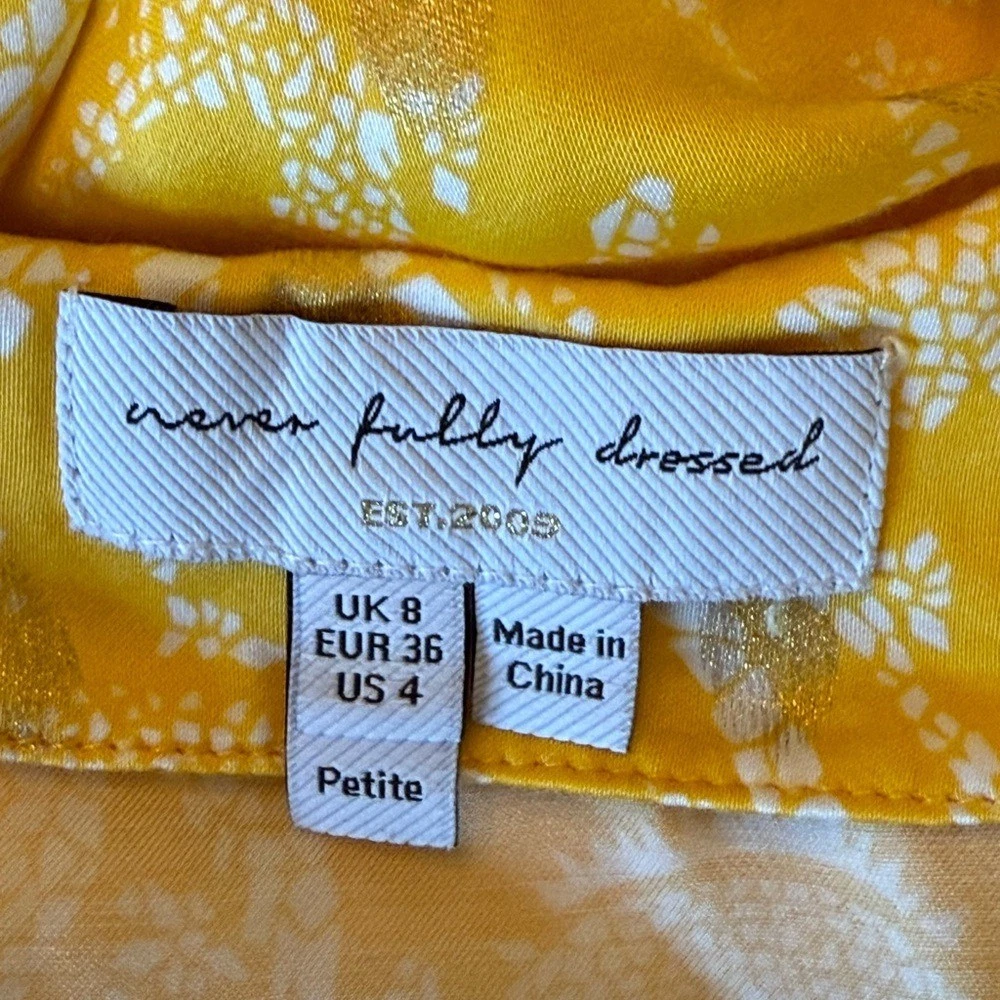 never fully dressed
EST.2009
UK 8
EUR 36
US 4
Petite
Made in
China